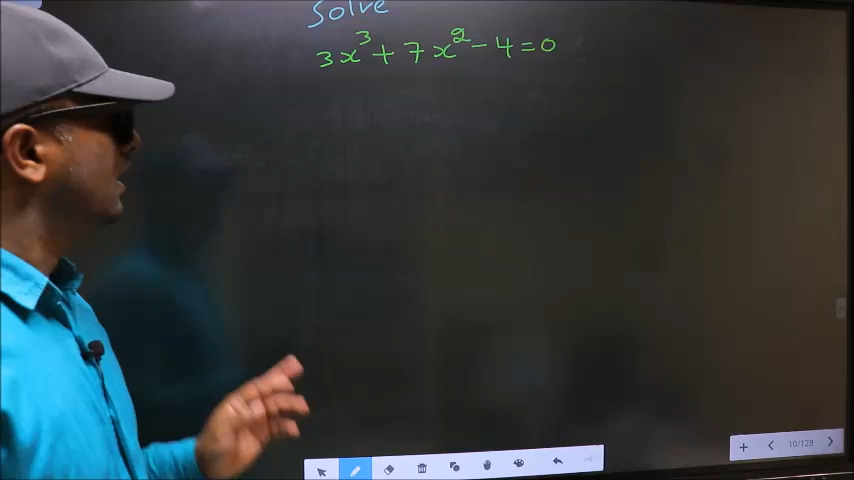 Solve
3x³ + 7x² - 4 = 0
10/128